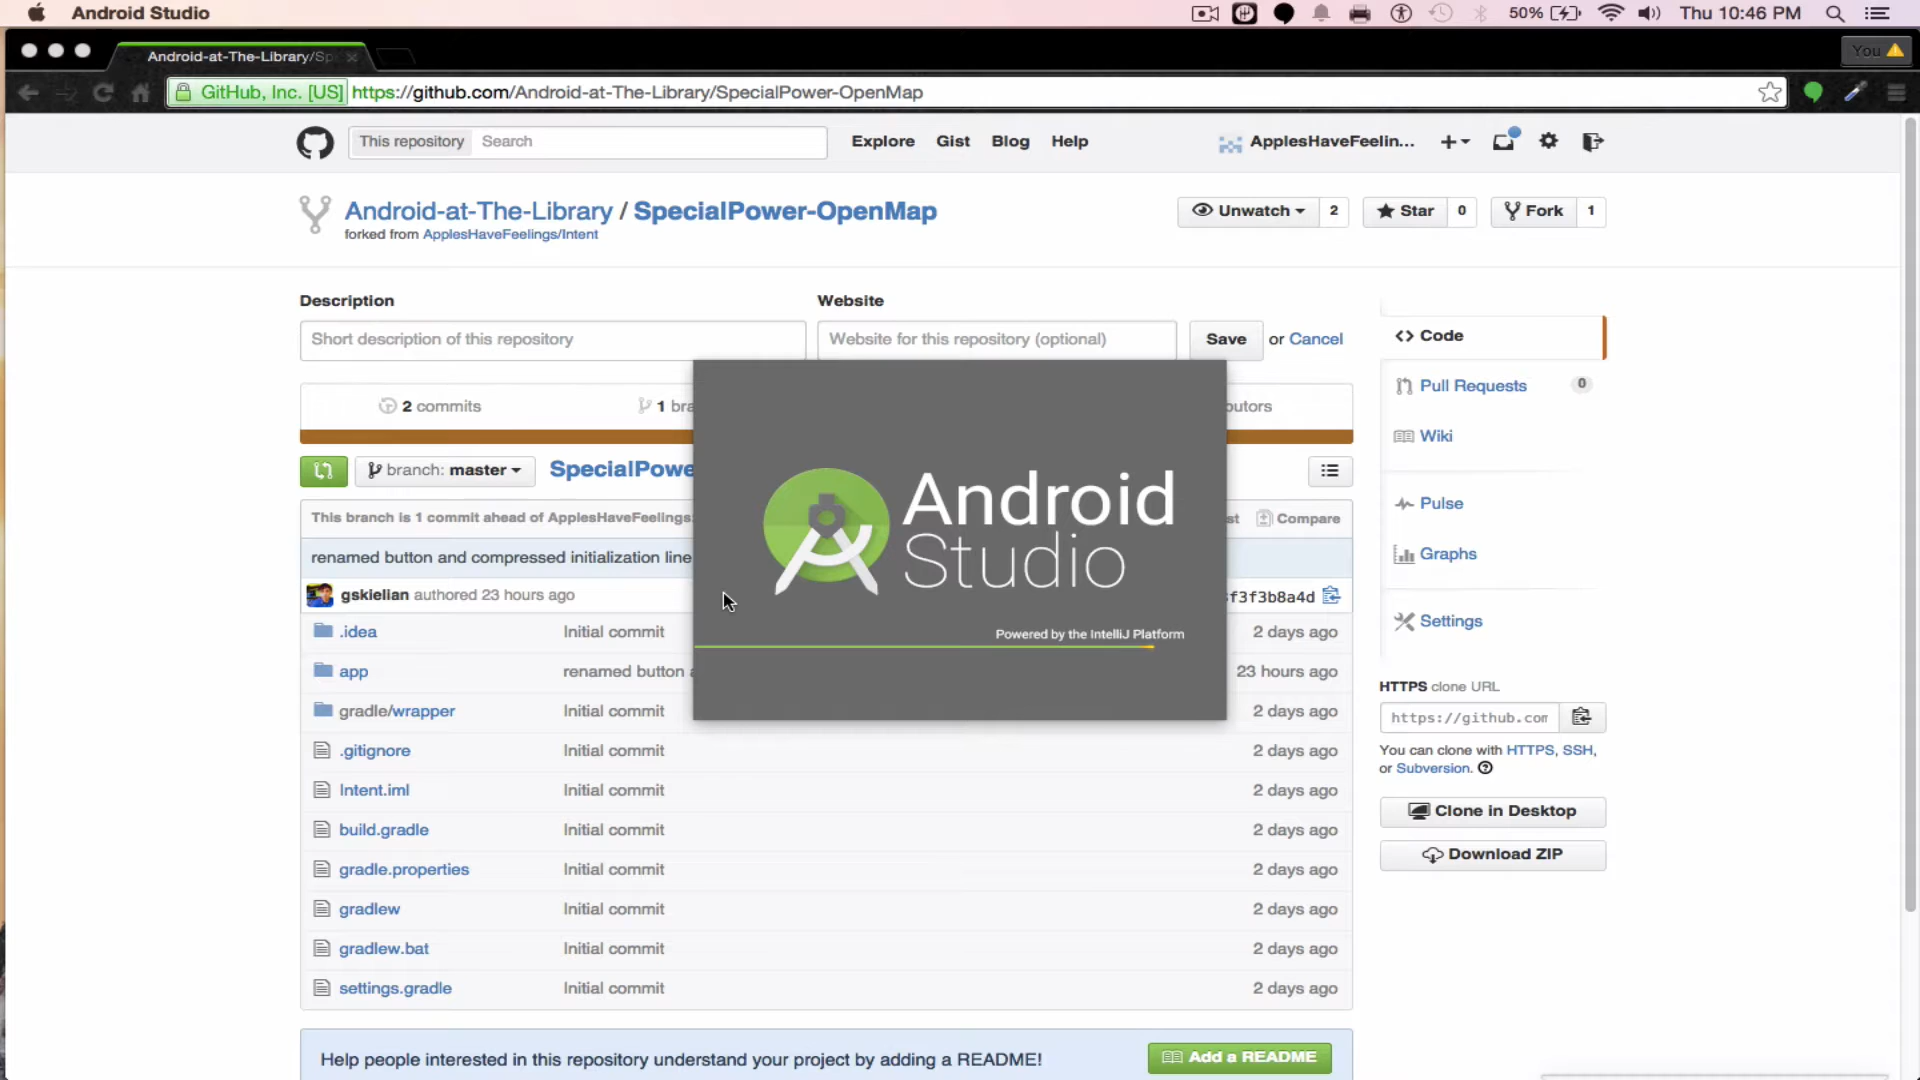 Android Studio
50%
Thu 10:46 PM
Android-at-The-Library/Sp
You
GitHub, Inc. [US] https://github.com/Android-at-The-Library/SpecialPower-OpenMap
This repository Search
Explore Gist Blog Help
ApplesHaveFeelin...
Android-at-The-Library / SpecialPower-OpenMap
forked from ApplesHaveFeelings/Intent
Unwatch 2
Star 0
Fork 1
Description
Website
Short description of this repository
Website for this repository (optional)
Save or Cancel
Code
Pull Requests 0
Wiki
Pulse
Graphs
Settings
2 commits
1 bra
butors
branch: master
SpecialPowe
This branch is 1 commit ahead of ApplesHaveFeelings:
st
Compare
renamed button and compressed initialization line
gskielian authored 23 hours ago
f3f3b8a4d
.idea Initial commit 2 days ago
app renamed button a 23 hours ago
gradle/wrapper Initial commit 2 days ago
.gitignore Initial commit 2 days ago
Intent.iml Initial commit 2 days ago
build.gradle Initial commit 2 days ago
gradle.properties Initial commit 2 days ago
gradlew Initial commit 2 days ago
gradlew.bat Initial commit 2 days ago
settings.gradle Initial commit 2 days ago
Android
Studio
Powered by the IntelliJ Platform
HTTPS clone URL
https://github.com
You can clone with HTTPS, SSH,
or Subversion.
Clone in Desktop
Download ZIP
Help people interested in this repository understand your project by adding a README!
Add a README